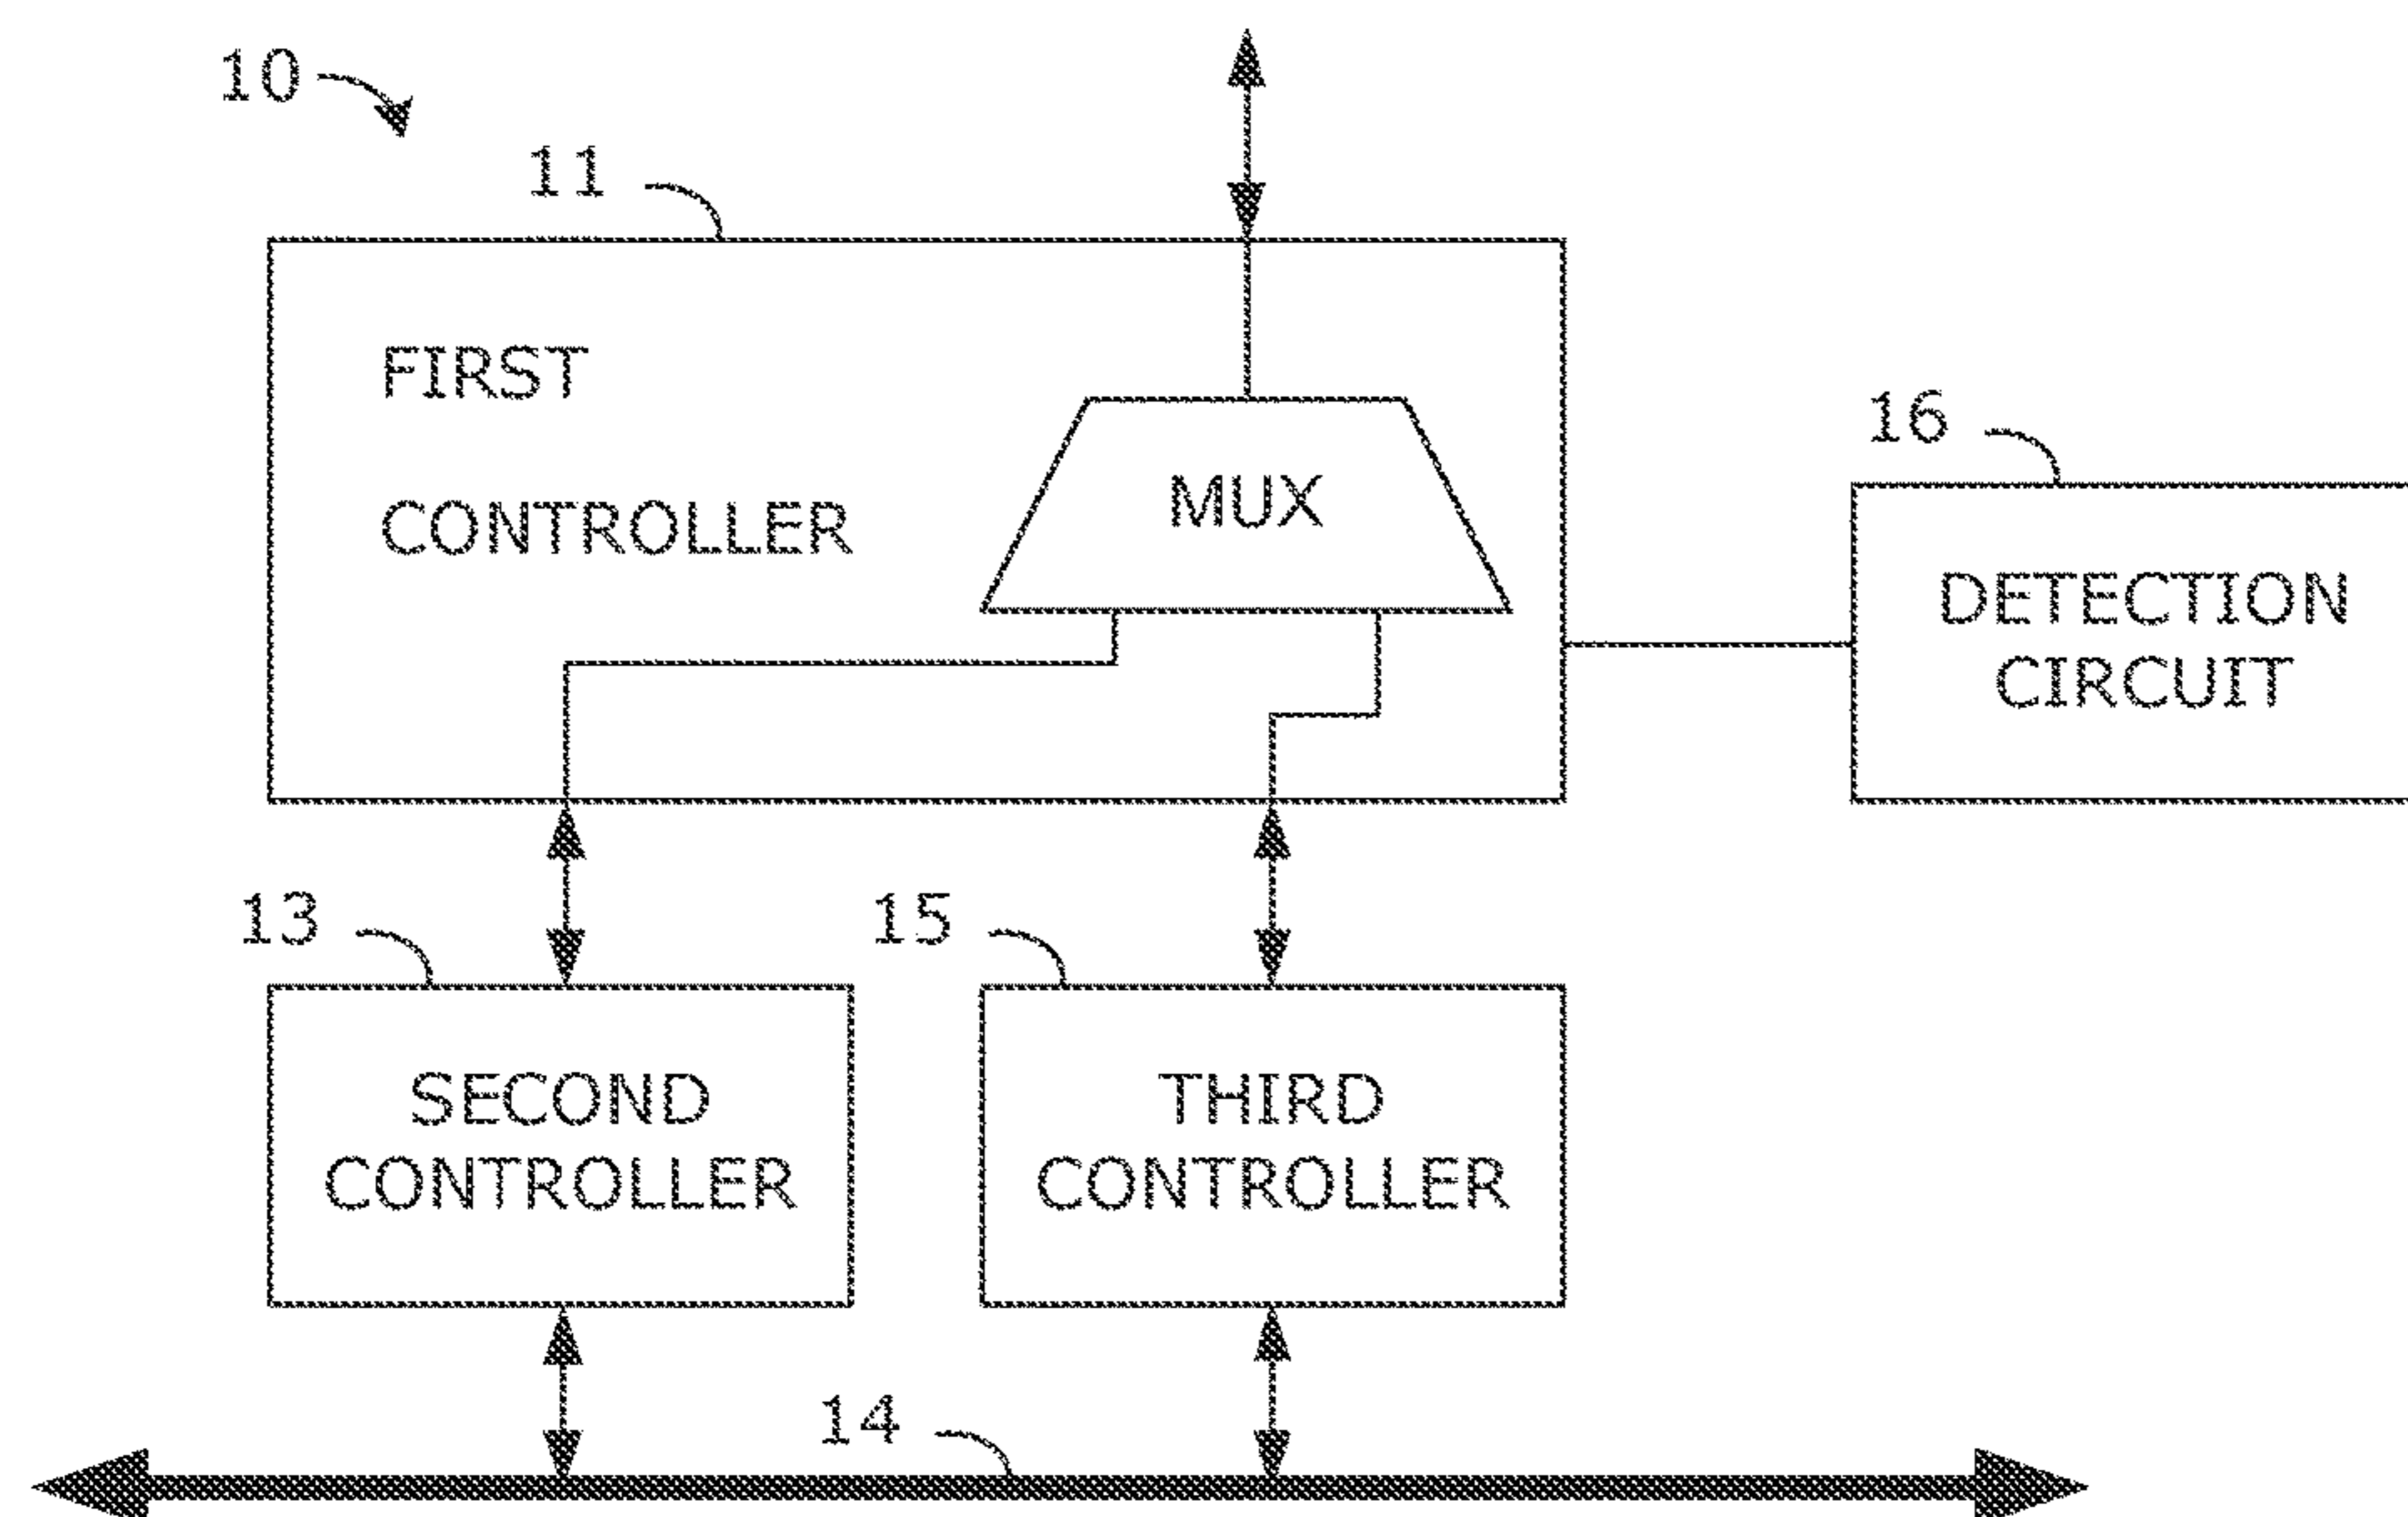 10
11
FIRST
CONTROLLER
MUX
16
DETECTION
CIRCUIT
13
15
SECOND
CONTROLLER
THIRD
CONTROLLER
14